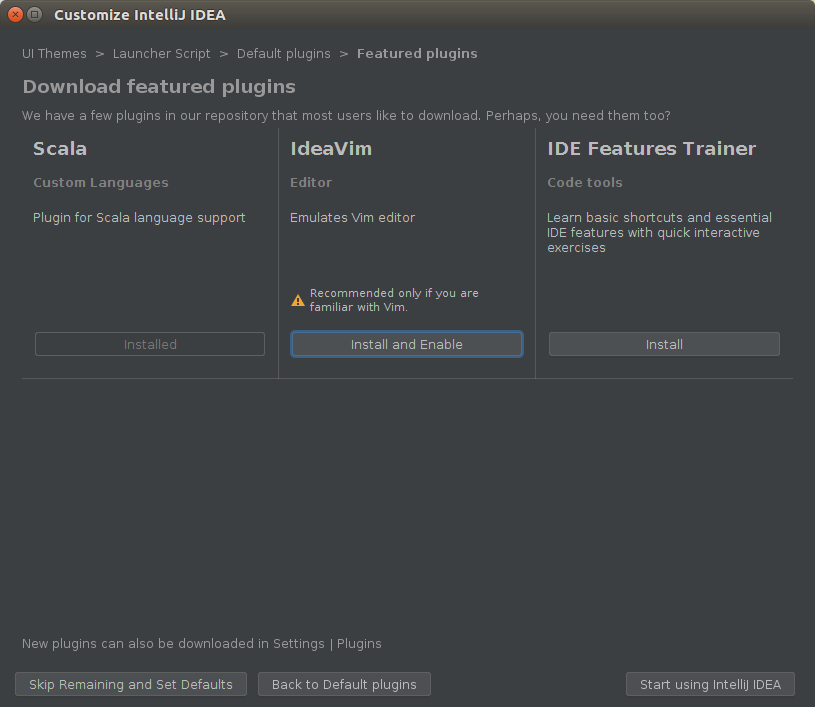 Customize IntelliJ IDEA
UI Themes > Launcher Script > Default plugins > Featured plugins
Download featured plugins
We have a few plugins in our repository that most users like to download. Perhaps, you need them too?
Scala
Custom Languages
Plugin for Scala language support
Installed
IdeaVim
Editor
Emulates Vim editor
Recommended only if you are
familiar with Vim.
Install and Enable
IDE Features Trainer
Code tools
Learn basic shortcuts and essential
IDE features with quick interactive
exercises
Install
New plugins can also be downloaded in Settings | Plugins
Skip Remaining and Set Defaults
Back to Default plugins
Start using IntelliJ IDEA